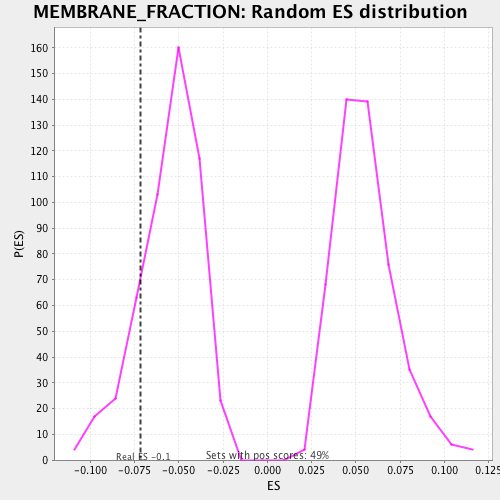 MEMBRANE_FRACTION: Random ES distribution
160
150
140
130
120
110
100
90
80
70
60
50
40
30
20
10
0
P(ES)
Real ES -0.1
Sets with pos scores: 49%
-0.100 -0.075 -0.050 -0.025 0.000 0.025 0.050 0.075 0.100 0.125
ES